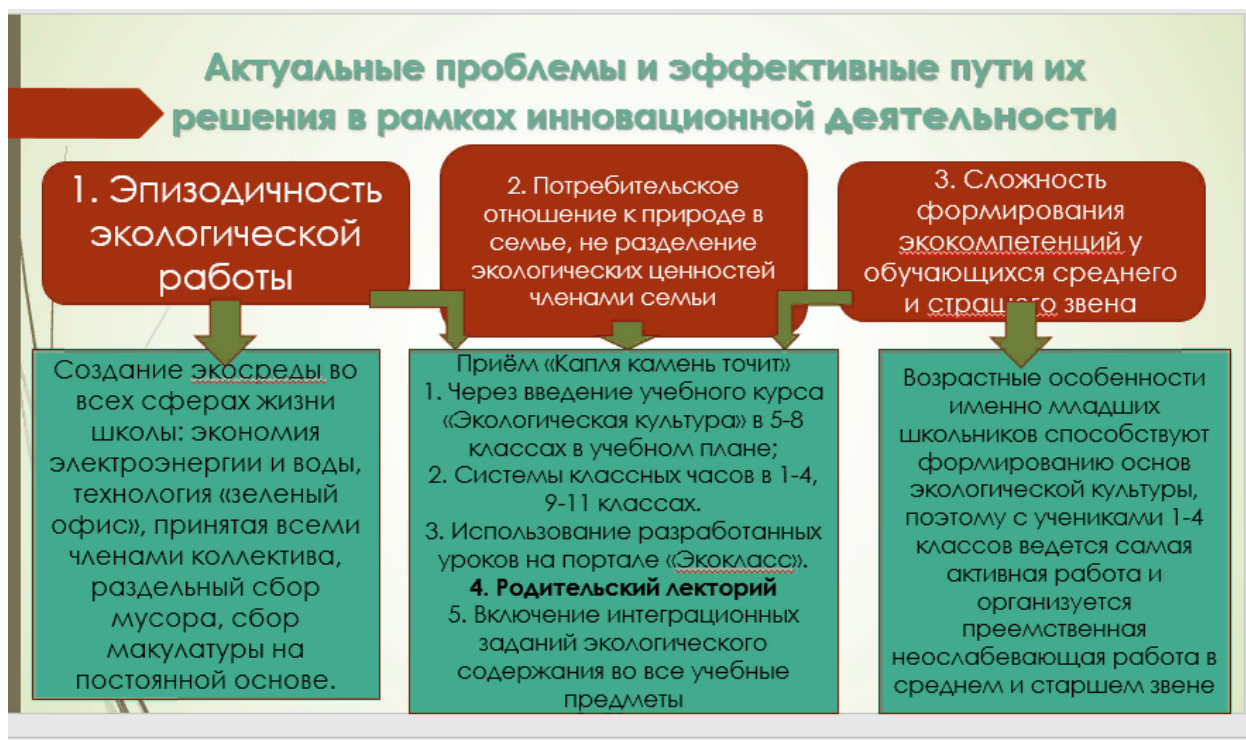 Актуальные проблемы и эффективные пути их
решения в рамках инновационной деятельности
1. Эпизодичность
экологической
работы
2. Потребительское
отношение к природе в
семье, не разделение
экологических ценностей
членами семьи
3. Сложность
формирования
экокомпетенций у
обучающихся среднего
и страшего звена
Создание экосреды во
всех сферах жизни
школы: экономия
электроэнергии и воды,
технология «зеленый
офис», принятая всеми
членами коллектива,
раздельный сбор
мусора, сбор
макулатуры на
постоянной основе.
Приём «Капля камень точит»
1. Через введение учебного курса
«Экологическая культура» в 5-8
классах в учебном плане;
2. Системы классных часов в 1-4,
9-11 классах.
3. Использование разработанных
уроков на портале «Экокласс».
4. Родительский лекторий
5. Включение интеграционных
заданий экологического
содержания во все учебные
предметы
Возрастные особенности
именно младших
школьников способствуют
формированию основ
экологической культуры,
поэтому с учениками 1-4
классов ведется самая
активная работа и
организуется
преемственная
неослабевающая работа в
среднем и старшем звене